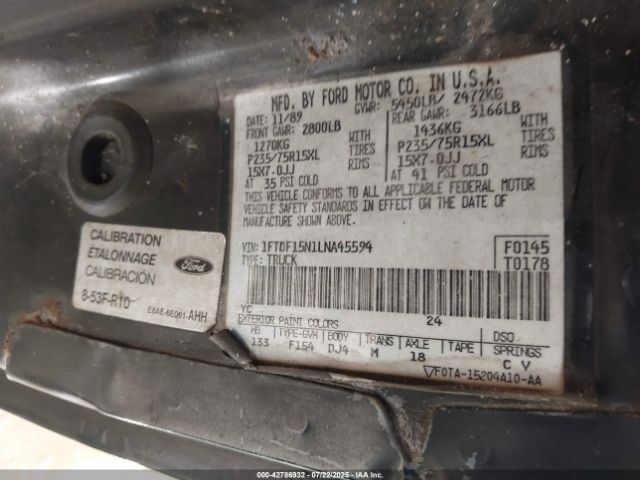 MFD. BY FORD MOTOR CO. IN U.S.A.
DATE: 11/89 GVWR: 5450LB/ 2472KG
FRONT GAWR: 2800LB REAR GAWR: 3166LB
1270KG WITH 1436KG WITH
P235/75R15XL TIRES P235/75R15XL TIRES
15X7.0JJ RIMS 15X7.0JJ RIMS
AT 35 PSI COLD AT 41 PSI COLD
THIS VEHICLE CONFORMS TO ALL APPLICABLE FEDERAL MOTOR
VEHICLE SAFETY STANDARDS IN EFFECT ON THE DATE OF
MANUFACTURE SHOWN ABOVE.
VIN: 1FTDF15N1LNA45594 F0145
TYPE: TRUCK T0178
YC 24
EXTERIOR PAINT COLORS DSO
WB TYPE-GVW BODY TRANS AXLE TAPE SPRINGS
133 F154 DJ4 M 18 C V
F0TA-15204A10-AA
CALIBRATION
ÉTALONNAGE
CALIBRACIÓN
Ford
8-53F-R10
E8AE-6E061-AHH
000-42786932 - 07/22/2025 - IAAI.COM